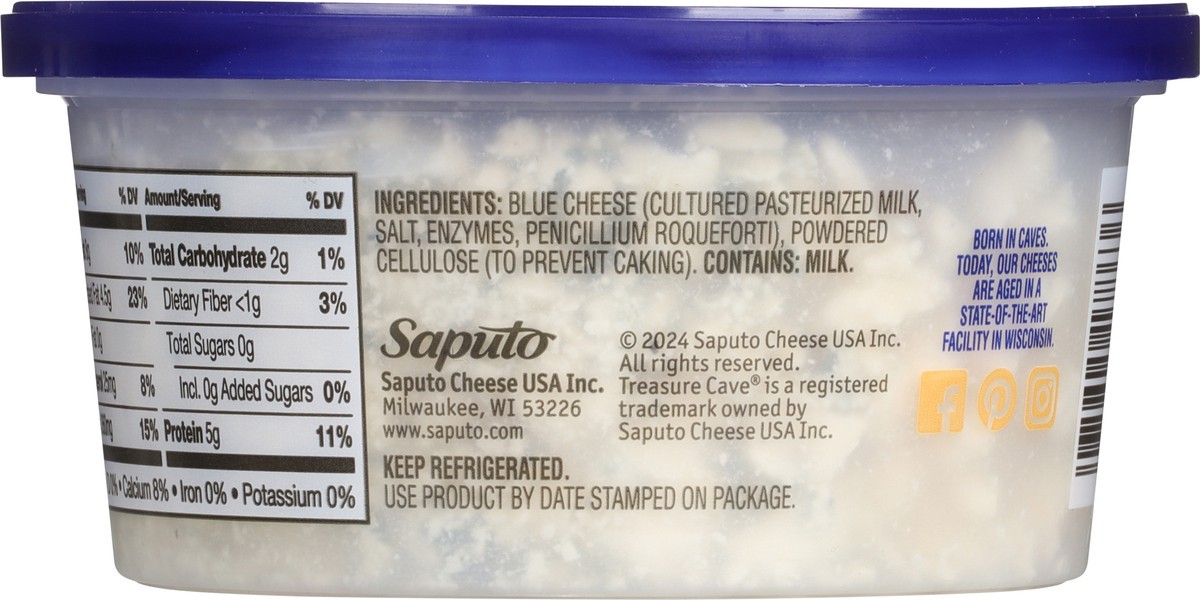 % DV Amount/Serving % DV
10% Total Carbohydrate 2g 1%
Fat 4.5g 23% Dietary Fiber <1g 3%
0g Total Sugars 0g
8% Incl. 0g Added Sugars 0%
15% Protein 5g 11%
• Calcium 8% • Iron 0% • Potassium 0%
INGREDIENTS: BLUE CHEESE (CULTURED PASTEURIZED MILK,
SALT, ENZYMES, PENICILLIUM ROQUEFORTI), POWDERED
CELLULOSE (TO PREVENT CAKING). CONTAINS: MILK.
Saputo
Saputo Cheese USA Inc.
Milwaukee, WI 53226
www.saputo.com
© 2024 Saputo Cheese USA Inc.
All rights reserved.
Treasure Cave® is a registered
trademark owned by
Saputo Cheese USA Inc.
KEEP REFRIGERATED.
USE PRODUCT BY DATE STAMPED ON PACKAGE.
BORN IN CAVES.
TODAY, OUR CHEESES
ARE AGED IN A
STATE-OF-THE-ART
FACILITY IN WISCONSIN.